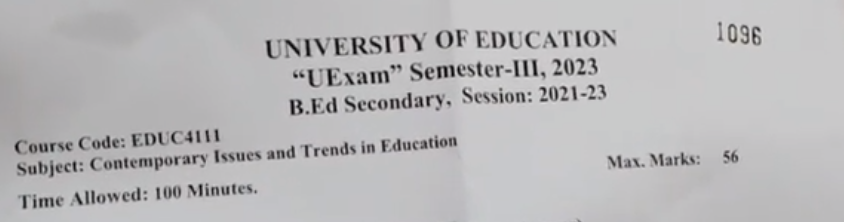 UNIVERSITY OF EDUCATION
1096
“UExam” Semester-III, 2023
B.Ed Secondary, Session: 2021-23
Course Code: EDUC4111
Subject: Contemporary Issues and Trends in Education
Time Allowed: 100 Minutes.
Max. Marks: 56